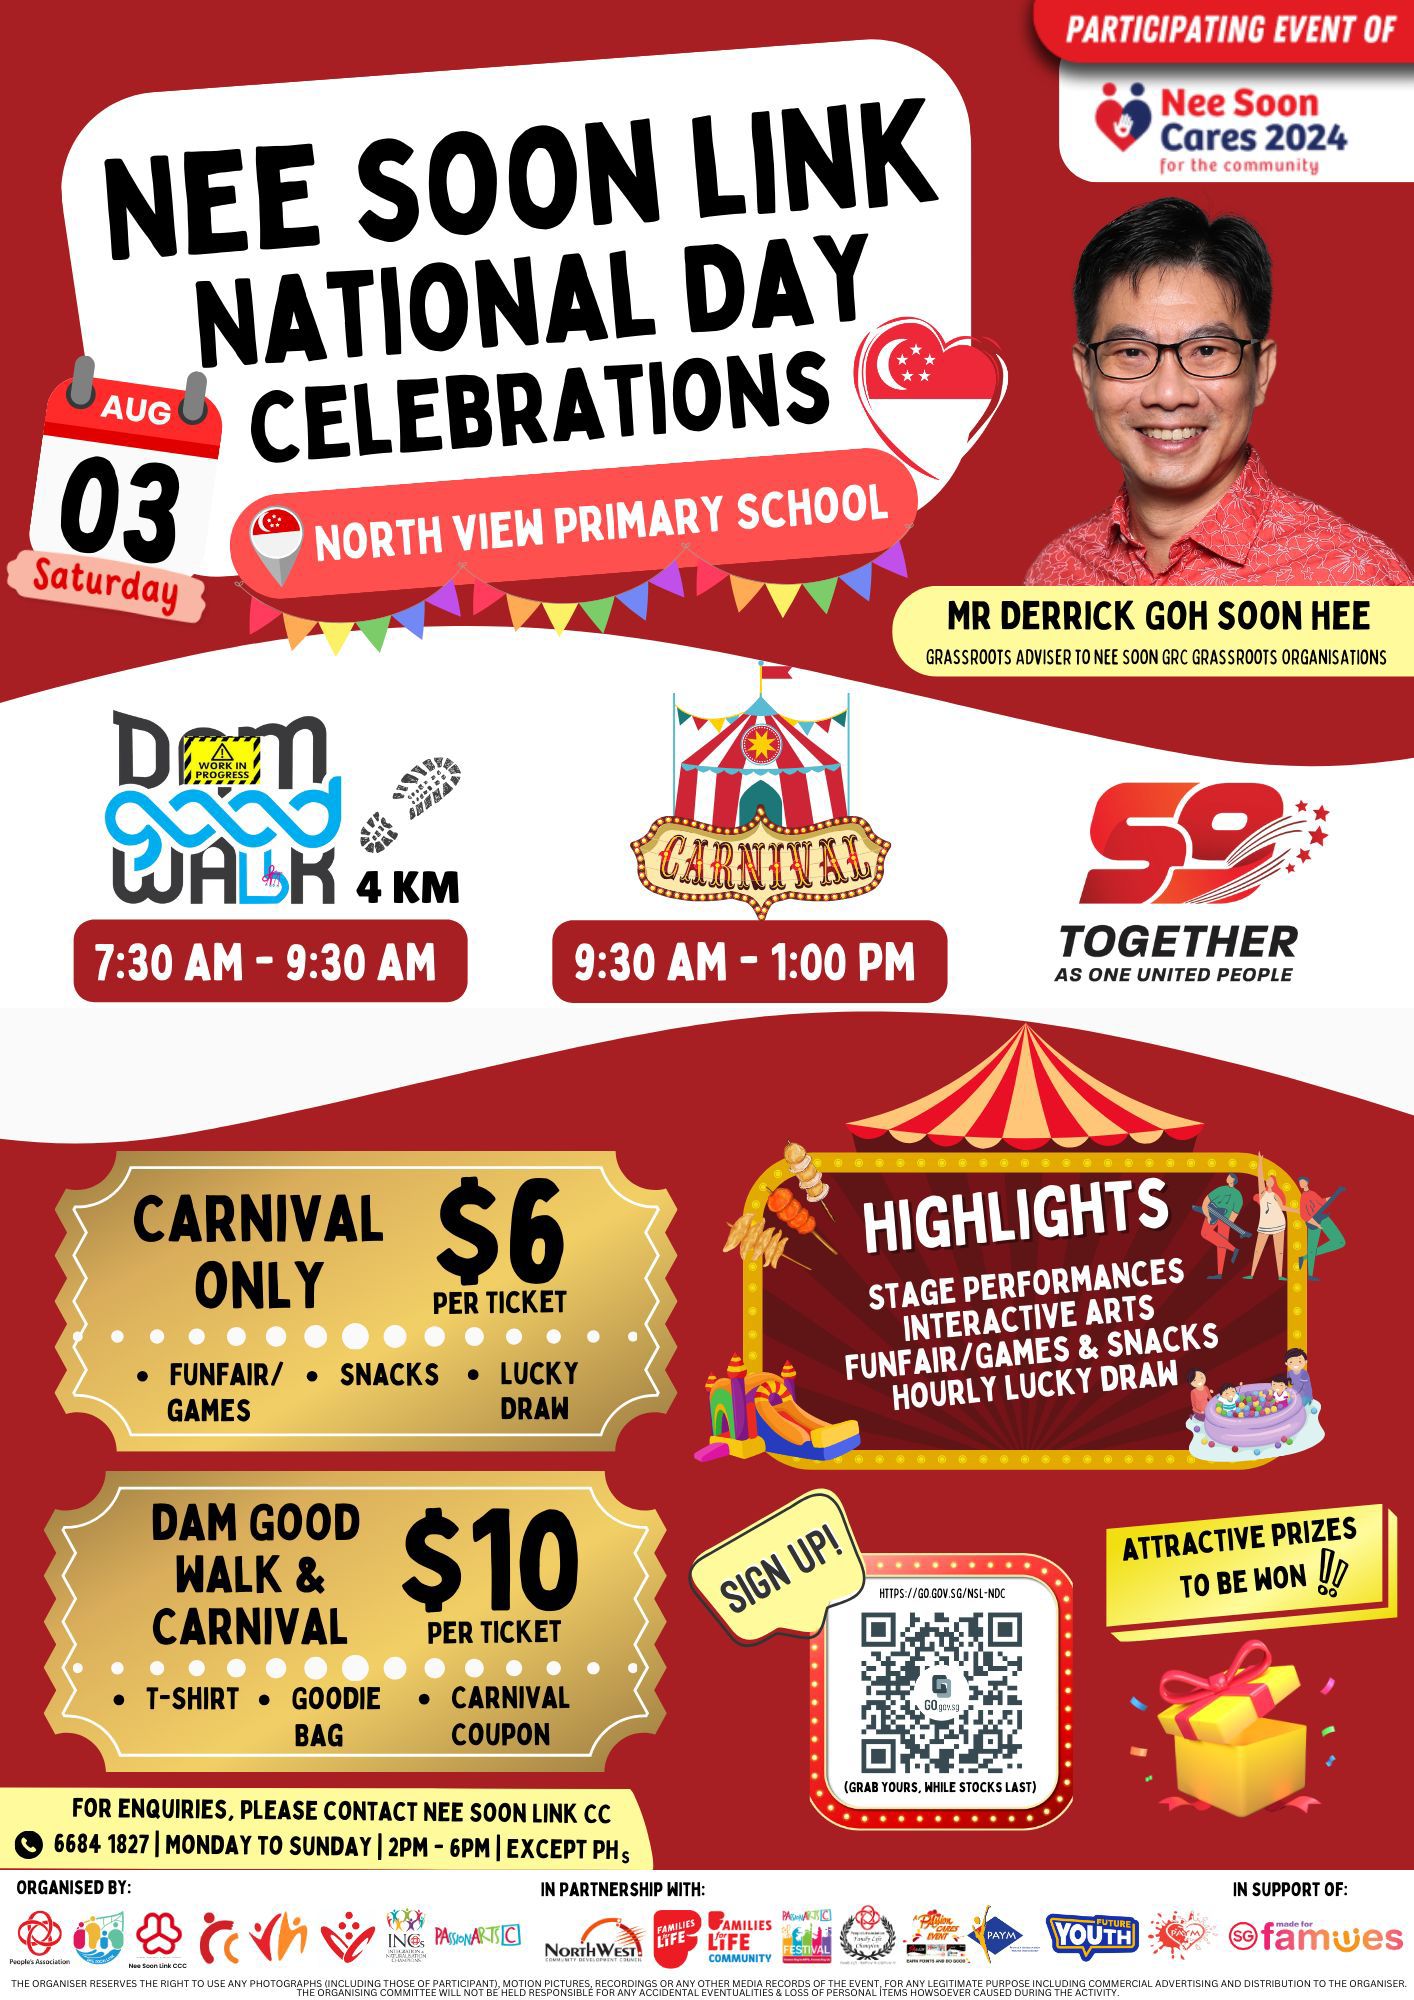 PARTICIPATING EVENT OF
Nee Soon
Cares 2024
for the community
NEE SOON LINK
NATIONAL DAY
CELEBRATIONS
AUG
03
Saturday
NORTH VIEW PRIMARY SCHOOL
MR DERRICK GOH SOON HEE
GRASSROOTS ADVISER TO NEE SOON GRC GRASSROOTS ORGANISATIONS
DAM
WORK IN
PROGRESS
good
WALK
4 KM
7:30 AM - 9:30 AM
CARNIVAL
9:30 AM - 1:00 PM
59
TOGETHER
AS ONE UNITED PEOPLE
CARNIVAL
ONLY
$6
PER TICKET
• FUNFAIR/ • SNACKS • LUCKY
GAMES DRAW
HIGHLIGHTS
STAGE PERFORMANCES
INTERACTIVE ARTS
FUNFAIR/GAMES & SNACKS
HOURLY LUCKY DRAW
DAM GOOD
WALK &
CARNIVAL
$10
PER TICKET
• T-SHIRT • GOODIE • CARNIVAL
BAG COUPON
SIGN UP!
HTTPS://GO.GOV.SG/NSL-NDC
GO gov.sg
(GRAB YOURS, WHILE STOCKS LAST)
ATTRACTIVE PRIZES
TO BE WON !!
FOR ENQUIRIES, PLEASE CONTACT NEE SOON LINK CC
6684 1827 | MONDAY TO SUNDAY | 2PM - 6PM | EXCEPT PHs
ORGANISED BY:
People's Association
Nee Soon Link CCC
INCs
INTEGRATION &
NATURALISATION
CHAMPIONS
PASSIONARTS
IN PARTNERSHIP WITH:
NORTHWEST
COMMUNITY DEVELOPMENT COUNCIL
FAMILIES
for LiFE
FAMILIES
for LiFE
COMMUNITY
PASSIONARTS
FESTIVAL
PAYM
FUTURE
YOUTH
PAYM
IN SUPPORT OF:
SG
made for
families
THE ORGANISER RESERVES THE RIGHT TO USE ANY PHOTOGRAPHS (INCLUDING THOSE OF PARTICIPANT), MOTION PICTURES, RECORDINGS OR ANY OTHER MEDIA RECORDS OF THE EVENT, FOR ANY LEGITIMATE PURPOSE INCLUDING COMMERCIAL ADVERTISING AND DISTRIBUTION TO THE ORGANISER.
THE ORGANISING COMMITTEE WILL NOT BE HELD RESPONSIBLE FOR ANY ACCIDENTAL EVENTUALITIES & LOSS OF PERSONAL ITEMS HOWSOEVER CAUSED DURING THE ACTIVITY.